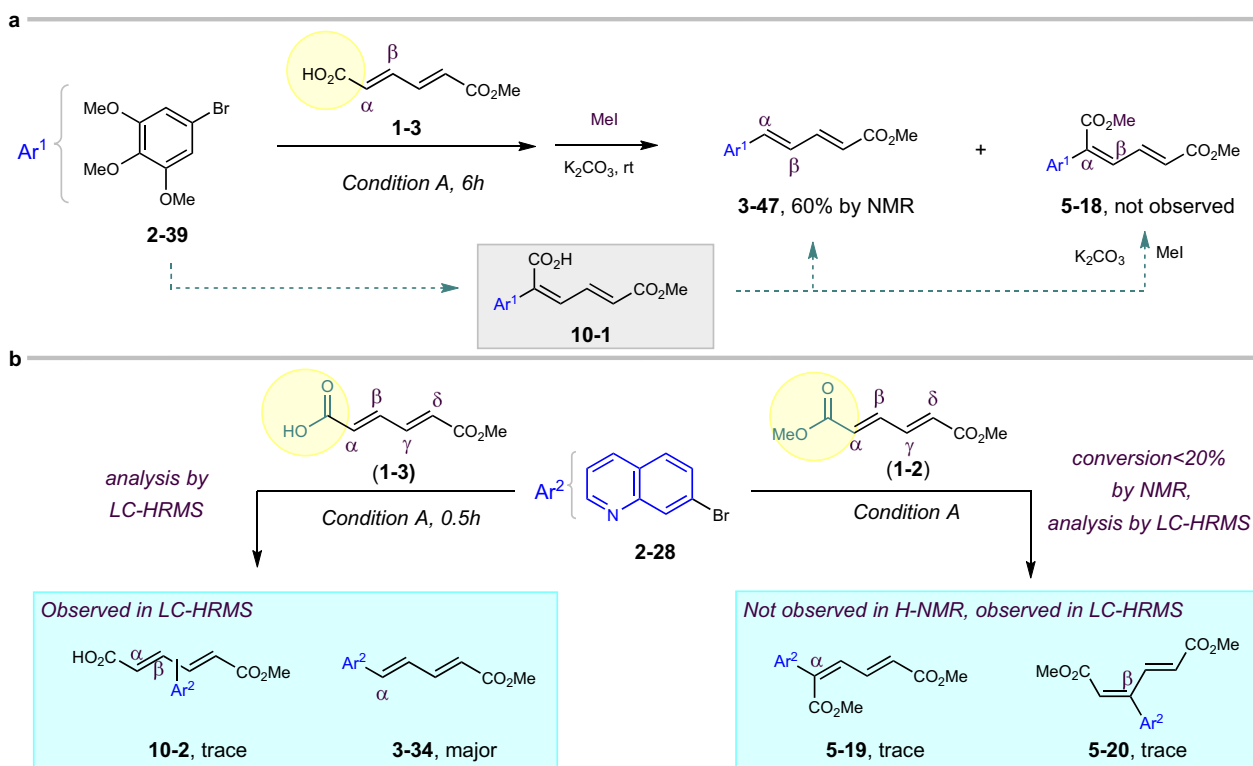 a
HO₂C
β
α
CO₂Me
1-3
Ar¹
MeO
MeO
OMe
Br
2-39
Condition A, 6h
MeI
K₂CO₃, rt
α
Ar¹
β
CO₂Me
3-47, 60% by NMR
+
CO₂Me
Ar¹
α
β
CO₂Me
5-18, not observed
K₂CO₃
MeI
CO₂H
Ar¹
CO₂Me
10-1
b
O
HO
α
β
γ
δ
CO₂Me
(1-3)
analysis by
LC-HRMS
Condition A, 0.5h
Ar²
N
Br
2-28
O
MeO
α
β
γ
δ
CO₂Me
(1-2)
Condition A
conversion<20%
by NMR,
analysis by LC-HRMS
Observed in LC-HRMS
HO₂C
α
β
Ar²
CO₂Me
10-2, trace
Ar²
α
CO₂Me
3-34, major
Not observed in H-NMR, observed in LC-HRMS
Ar²
α
CO₂Me
CO₂Me
5-19, trace
MeO₂C
β
Ar²
CO₂Me
5-20, trace